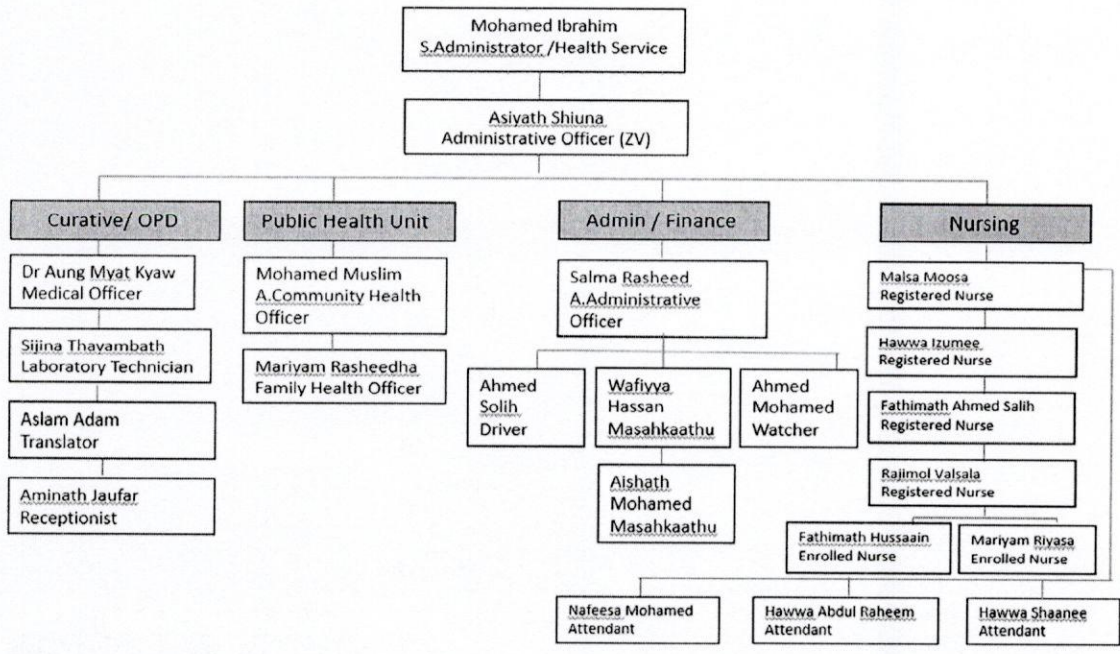 Mohamed Ibrahim
S.Administrator /Health Service
Asiyath Shiuna
Administrative Officer (ZV)
Curative/ OPD
Dr Aung Myat Kyaw
Medical Officer
Sijina Thavambath
Laboratory Technician
Aslam Adam
Translator
Aminath Jaufar
Receptionist
Public Health Unit
Mohamed Muslim
A.Community Health
Officer
Mariyam Rasheedha
Family Health Officer
Admin / Finance
Salma Rasheed
A.Administrative
Officer
Ahmed
Solih
Driver
Wafiyya
Hassan
Masahkaathu
Ahmed
Mohamed
Watcher
Aishath
Mohamed
Masahkaathu
Nursing
Malsa Moosa
Registered Nurse
Hawwa Izumee
Registered Nurse
Fathimath Ahmed Salih
Registered Nurse
Rajimol Valsala
Registered Nurse
Fathimath Hussaain
Enrolled Nurse
Mariyam Riyasa
Enrolled Nurse
Nafeesa Mohamed
Attendant
Hawwa Abdul Raheem
Attendant
Hawwa Shaanee
Attendant